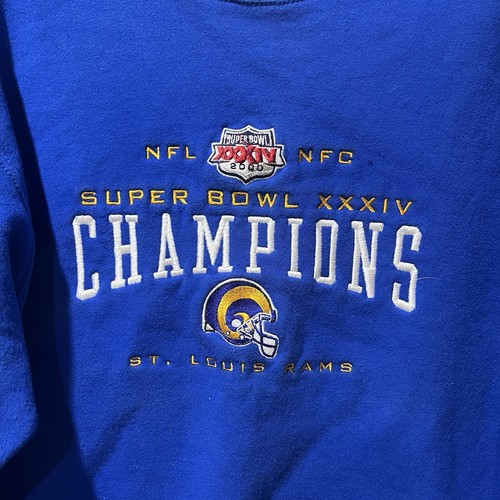 SUPER BOWL
NFL XXXIV NFC
2000
SUPER BOWL XXXIV
CHAMPIONS
ST. LOUIS RAMS